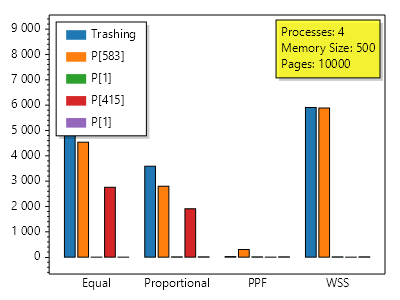 9 000
8 000
7 000
6 000
5 000
4 000
3 000
2 000
1 000
0
Trashing
P[583]
P[1]
P[415]
P[1]
Processes: 4
Memory Size: 500
Pages: 10000
Equal
Proportional
PPF
WSS